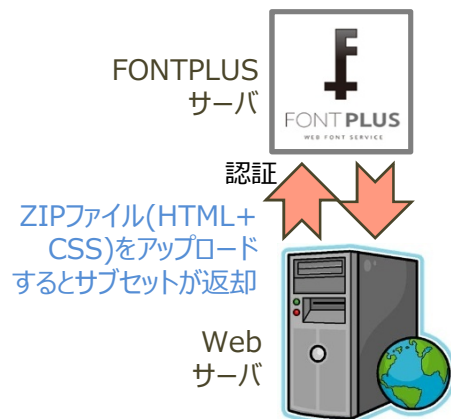 FONTPLUS
サーバ
FONTPLUS
WEB FONT SERVICE
認証
ZIPファイル(HTML+
CSS)をアップロード
するとサブセットが返却
Web
サーバ